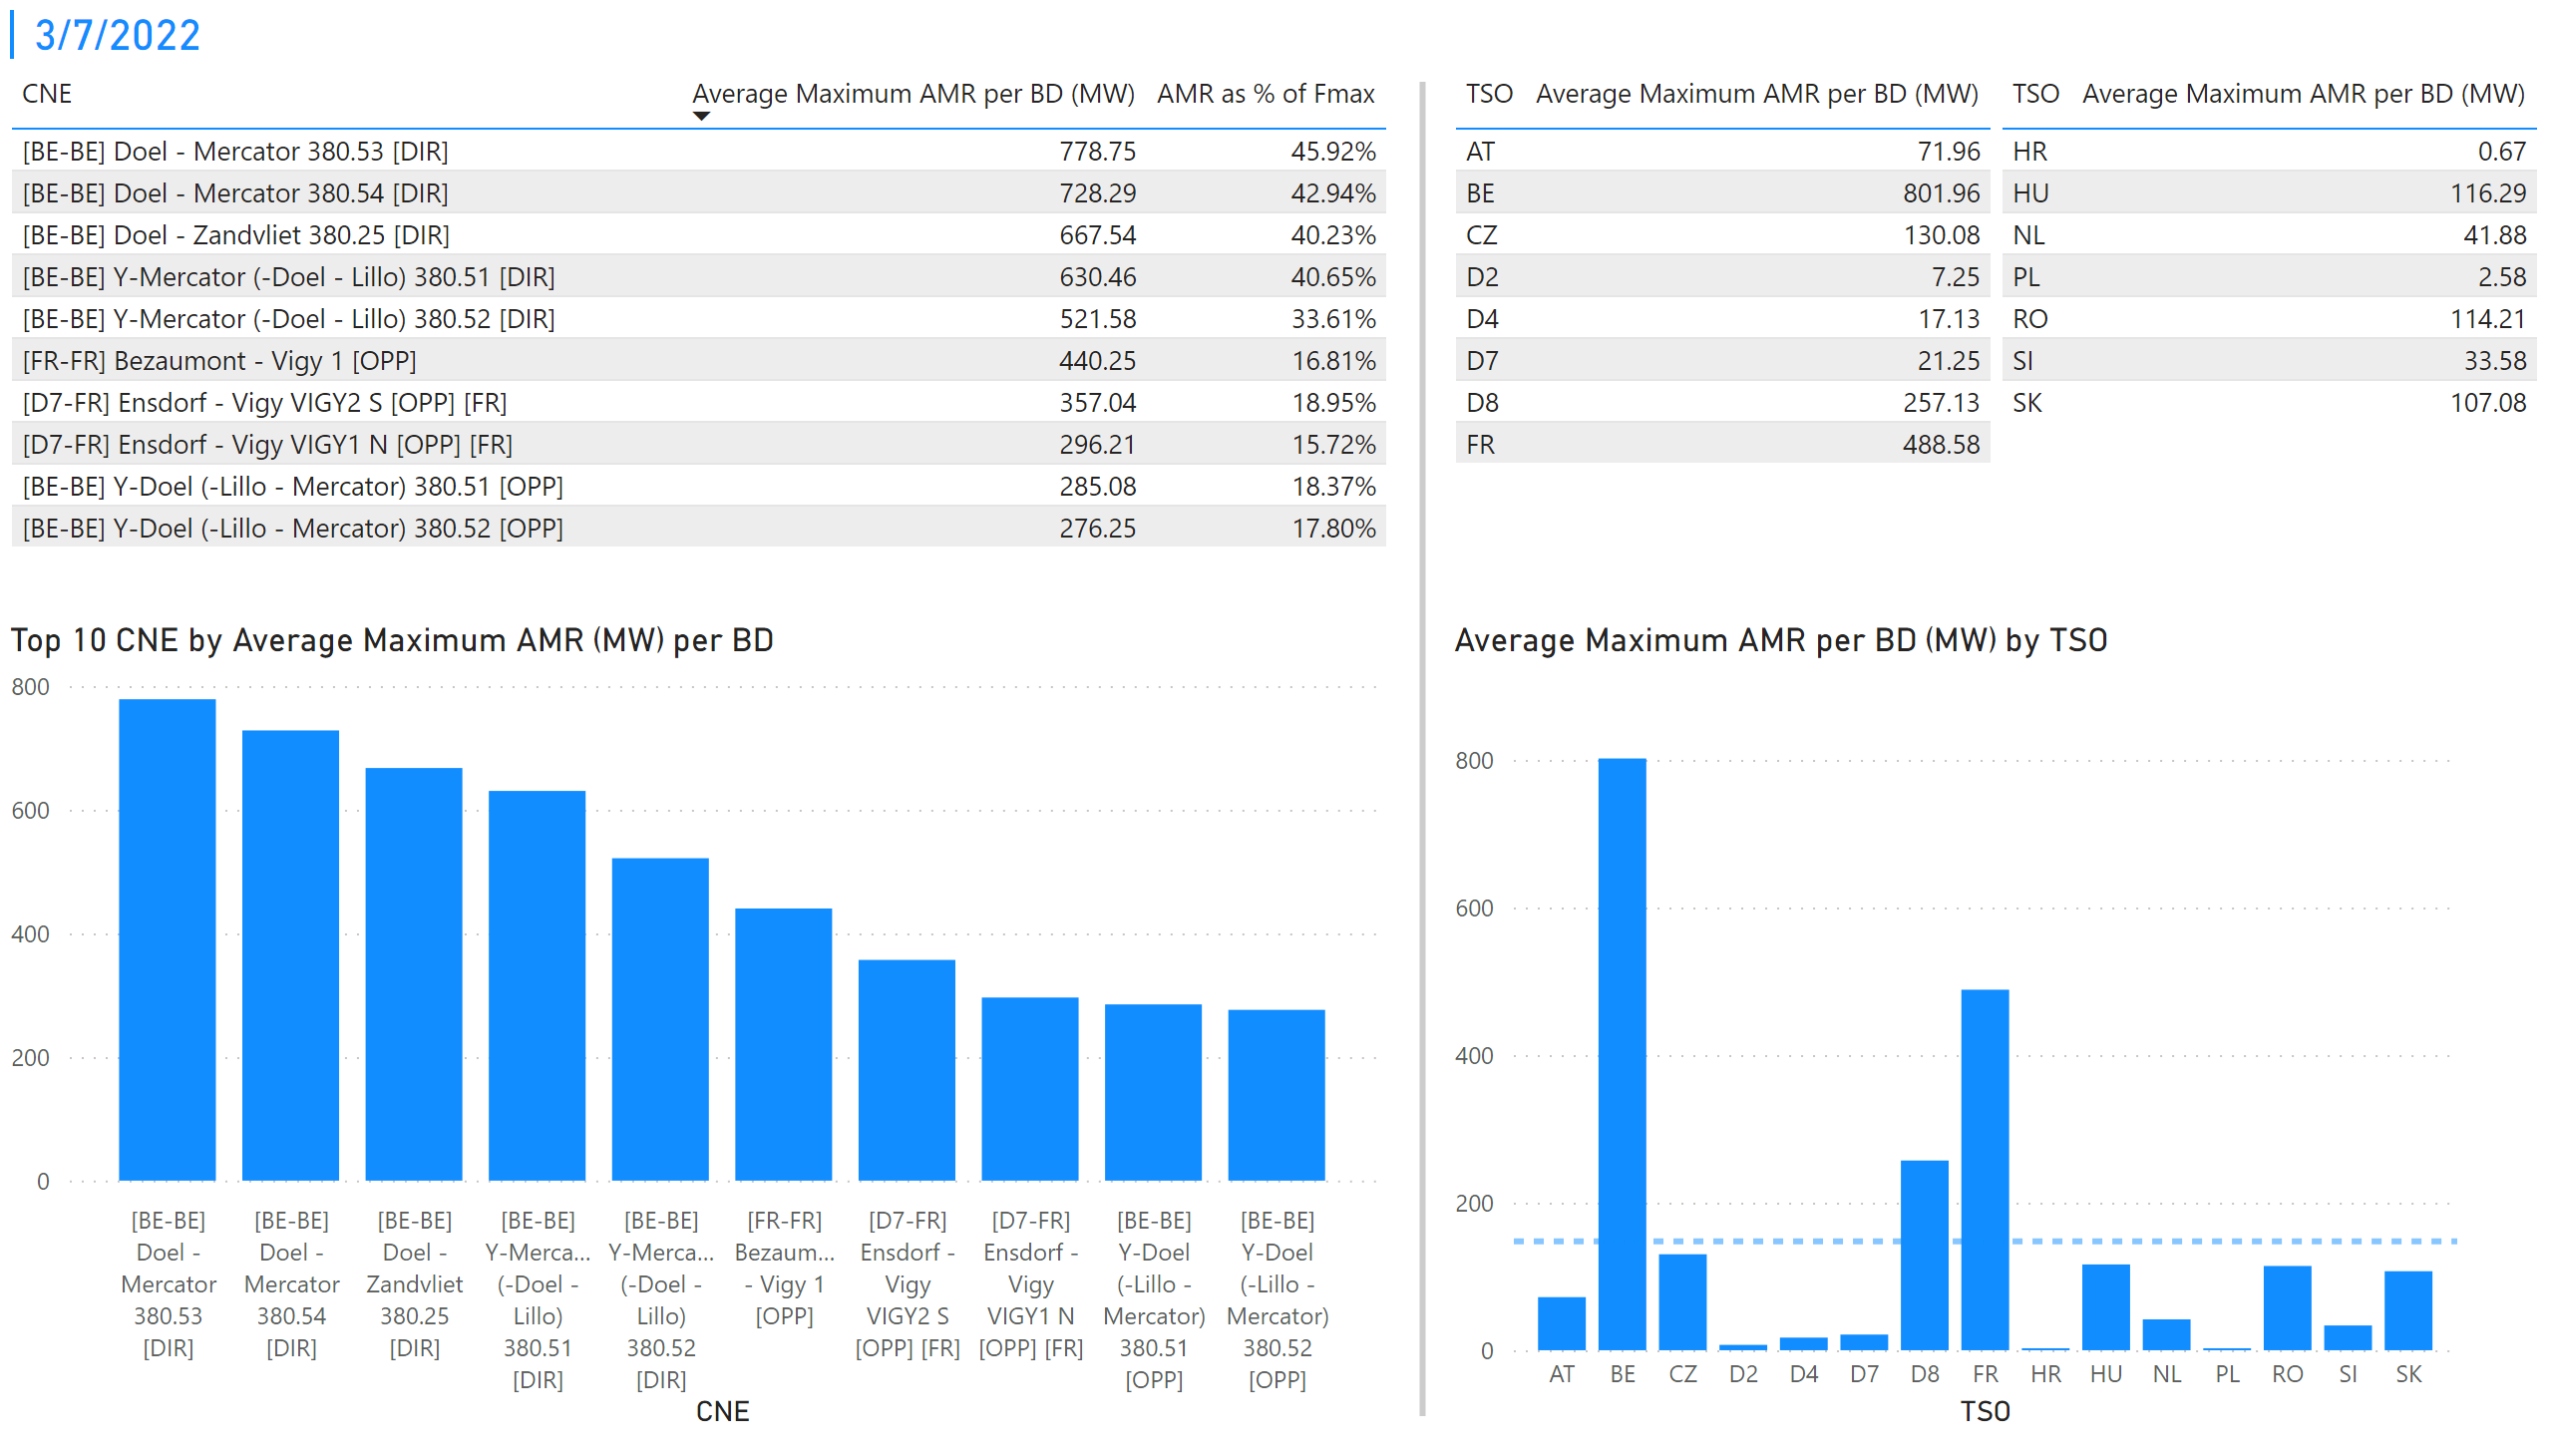 3/7/2022
CNE Average Maximum AMR per BD (MW) AMR as % of Fmax
[BE-BE] Doel - Mercator 380.53 [DIR] 778.75 45.92%
[BE-BE] Doel - Mercator 380.54 [DIR] 728.29 42.94%
[BE-BE] Doel - Zandvliet 380.25 [DIR] 667.54 40.23%
[BE-BE] Y-Mercator (-Doel - Lillo) 380.51 [DIR] 630.46 40.65%
[BE-BE] Y-Mercator (-Doel - Lillo) 380.52 [DIR] 521.58 33.61%
[FR-FR] Bezaumont - Vigy 1 [OPP] 440.25 16.81%
[D7-FR] Ensdorf - Vigy VIGY2 S [OPP] [FR] 357.04 18.95%
[D7-FR] Ensdorf - Vigy VIGY1 N [OPP] [FR] 296.21 15.72%
[BE-BE] Y-Doel (-Lillo - Mercator) 380.51 [OPP] 285.08 18.37%
[BE-BE] Y-Doel (-Lillo - Mercator) 380.52 [OPP] 276.25 17.80%
TSO Average Maximum AMR per BD (MW)
AT 71.96
BE 801.96
CZ 130.08
D2 7.25
D4 17.13
D7 21.25
D8 257.13
FR 488.58
TSO Average Maximum AMR per BD (MW)
HR 0.67
HU 116.29
NL 41.88
PL 2.58
RO 114.21
SI 33.58
SK 107.08
Top 10 CNE by Average Maximum AMR (MW) per BD
800
600
400
200
0
[BE-BE]
Doel -
Mercator
380.53
[DIR]
[BE-BE]
Doel -
Mercator
380.54
[DIR]
[BE-BE]
Doel -
Zandvliet
380.25
[DIR]
[BE-BE]
Y-Merca...
(-Doel -
Lillo)
380.51
[DIR]
[BE-BE]
Y-Merca...
(-Doel -
Lillo)
380.52
[DIR]
[FR-FR]
Bezaum...
- Vigy 1
[OPP]
[D7-FR]
Ensdorf -
Vigy
VIGY2 S
[OPP] [FR]
[D7-FR]
Ensdorf -
Vigy
VIGY1 N
[OPP] [FR]
[BE-BE]
Y-Doel
(-Lillo -
Mercator)
380.51
[OPP]
[BE-BE]
Y-Doel
(-Lillo -
Mercator)
380.52
[OPP]
CNE
Average Maximum AMR per BD (MW) by TSO
800
600
400
200
0
AT BE CZ D2 D4 D7 D8 FR HR HU NL PL RO SI SK
TSO